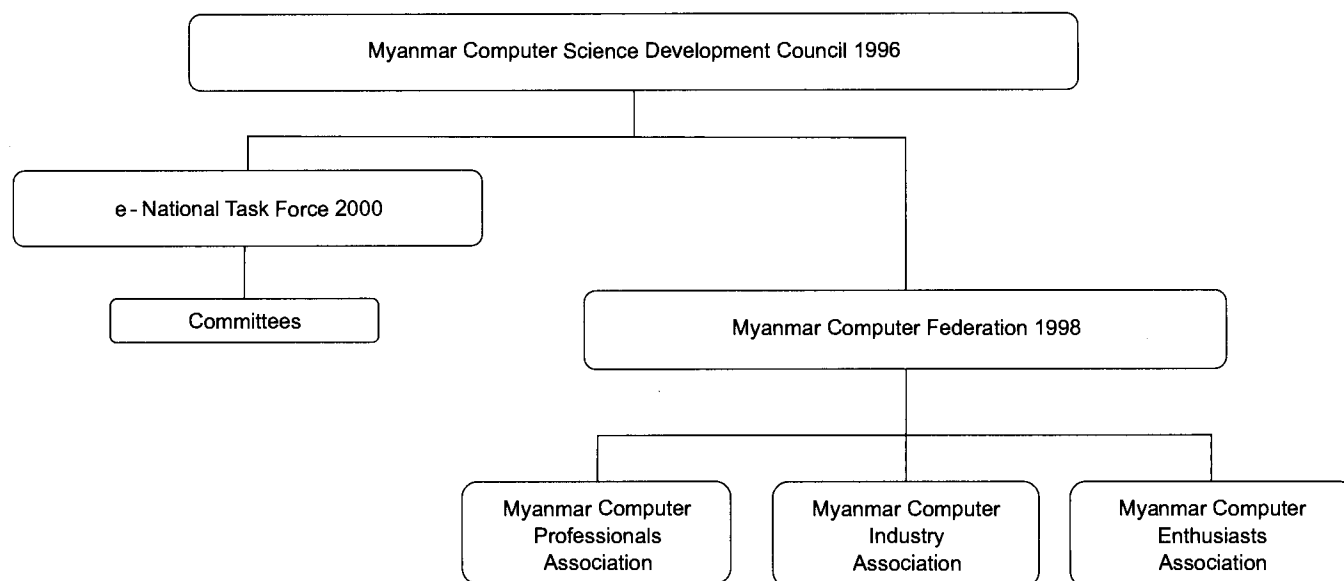 Myanmar Computer Science Development Council 1996
e - National Task Force 2000
Committees
Myanmar Computer Federation 1998
Myanmar Computer
Professionals
Association
Myanmar Computer
Industry
Association
Myanmar Computer
Enthusiasts
Association